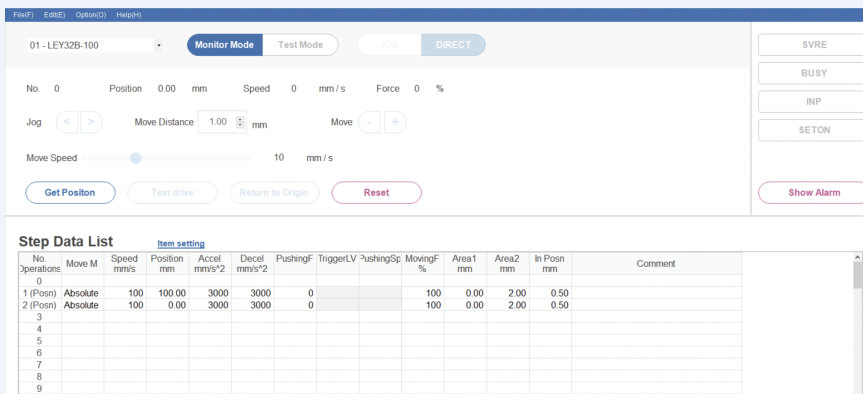 File(F) Edit(E) Option(O) Help(H)
01 - LEY32B-100 Monitor Mode Test Mode JOG DIRECT SVRE
BUSY
No. 0 Position 0.00 mm Speed 0 mm / s Force 0 %
INP
Jog < > Move Distance 1.00 mm Move - +
SETON
Move Speed 10 mm / s
Get Positon Test drive Return to Origin Reset Show Alarm
Step Data List Item setting
No. Operations Move M Speed mm/s Position mm Accel mm/s^2 Decel mm/s^2 PushingF TriggerLV PushingSp MovingF % Area1 mm Area2 mm In Posn mm Comment
0
1 (Posn) Absolute 100 100.00 3000 3000 0 100 0.00 2.00 0.50
2 (Posn) Absolute 100 0.00 3000 3000 0 100 0.00 2.00 0.50
3
4
5
6
7
8
9